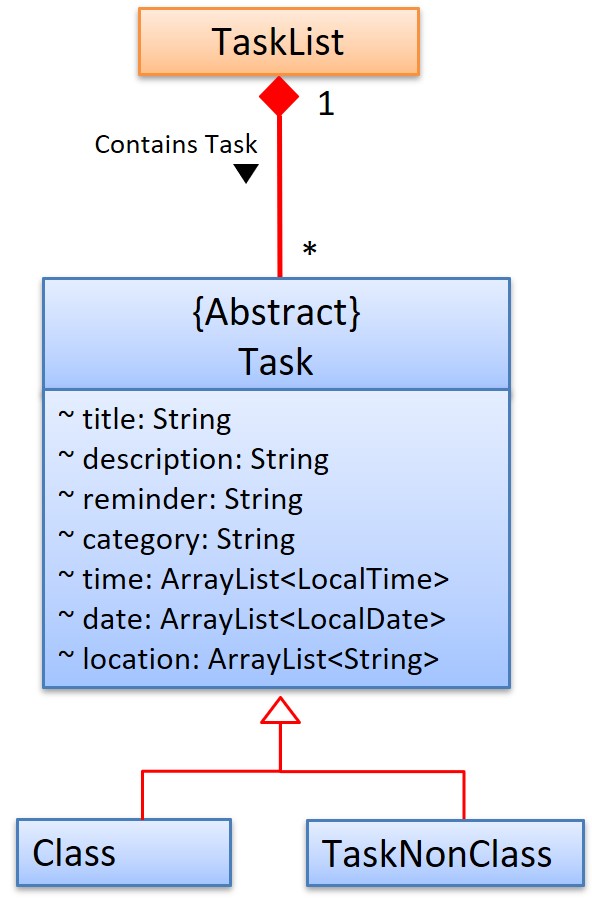 TaskList
1
Contains Task
*
{Abstract}
Task
~ title: String
~ description: String
~ reminder: String
~ category: String
~ time: ArrayList<LocalTime>
~ date: ArrayList<LocalDate>
~ location: ArrayList<String>
Class
TaskNonClass